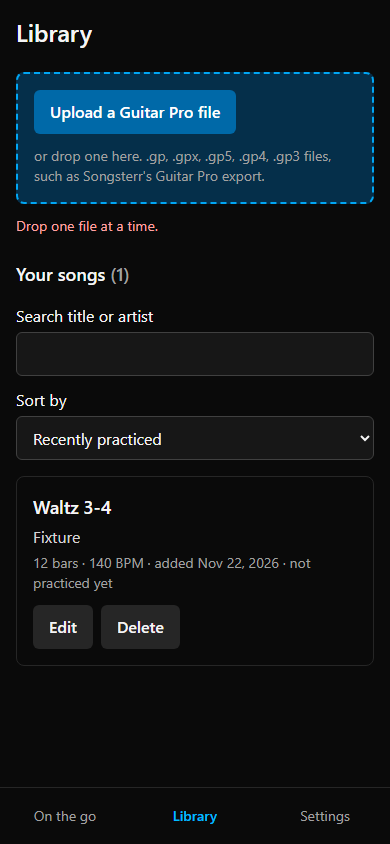 Library
Upload a Guitar Pro file
or drop one here. .gp, .gpx, .gp5, .gp4, .gp3 files,
such as Songsterr's Guitar Pro export.
Drop one file at a time.
Your songs (1)
Search title or artist
Sort by
Recently practiced
Waltz 3-4
Fixture
12 bars · 140 BPM · added Nov 22, 2026 · not
practiced yet
Edit Delete
On the go Library Settings